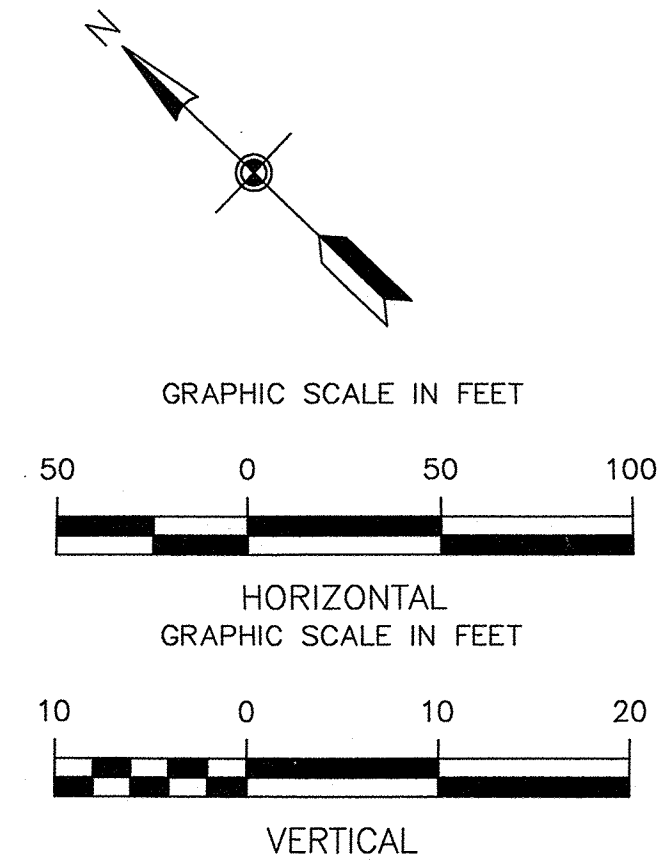 N
GRAPHIC SCALE IN FEET
50 0 50 100
HORIZONTAL
GRAPHIC SCALE IN FEET
10 0 10 20
VERTICAL